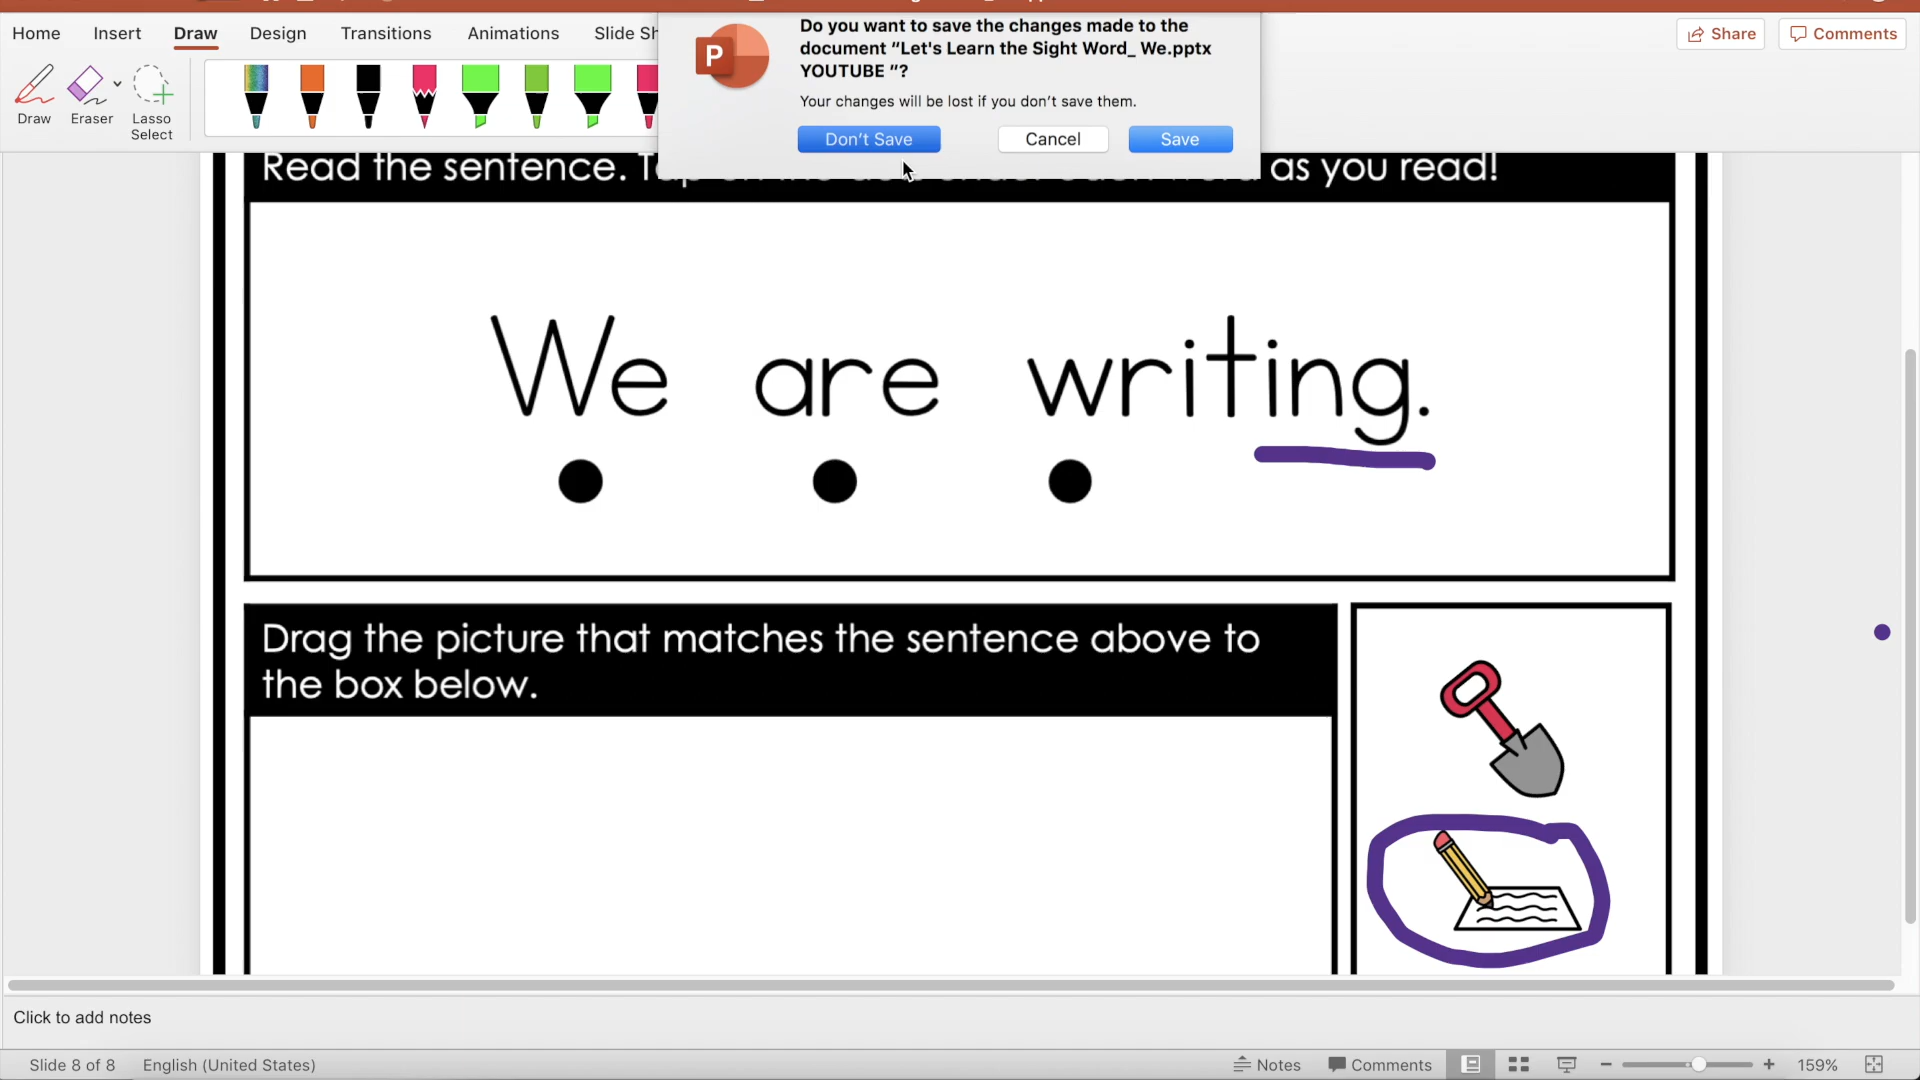 Home Insert Draw Design Transitions Animations Slide Sh
Share Comments
Do you want to save the changes made to the
document “Let's Learn the Sight Word_ We.pptx
YOUTUBE ”?
Your changes will be lost if you don’t save them.
Don’t Save Cancel Save
P
Draw Eraser Lasso
Select
Read the sentence. as you read!
We are writing.
Drag the picture that matches the sentence above to
the box below.
Click to add notes
Slide 8 of 8 English (United States) Notes Comments 159%